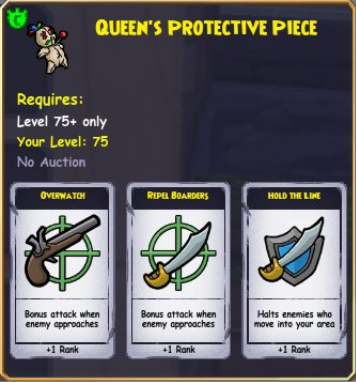 QUEEN'S PROTECTIVE PIECE
Requires:
Level 75+ only
Your Level: 75
No Auction
OVERWATCH
Bonus attack when
enemy approaches
+1 Rank
REPEL BOARDERS
Bonus attack when
enemy approaches
+1 Rank
HOLD THE LINE
Halts enemies who
move into your area
+1 Rank